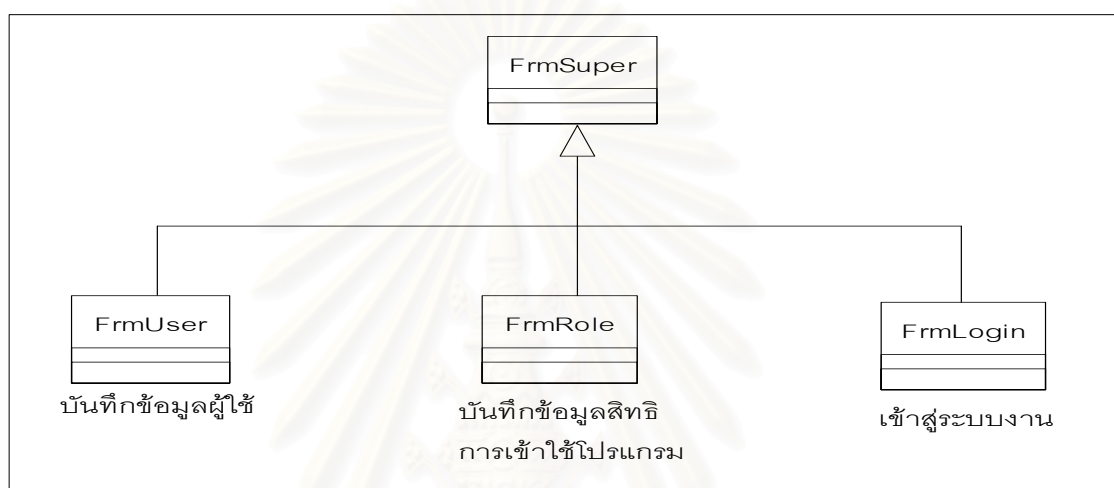 FrmSuper
FrmUser
FrmRole
FrmLogin
บันทึกข้อมูลผู้ใช้
บันทึกข้อมูลสิทธิ
การเข้าใช้โปรแกรม
เข้าสู่ระบบงาน